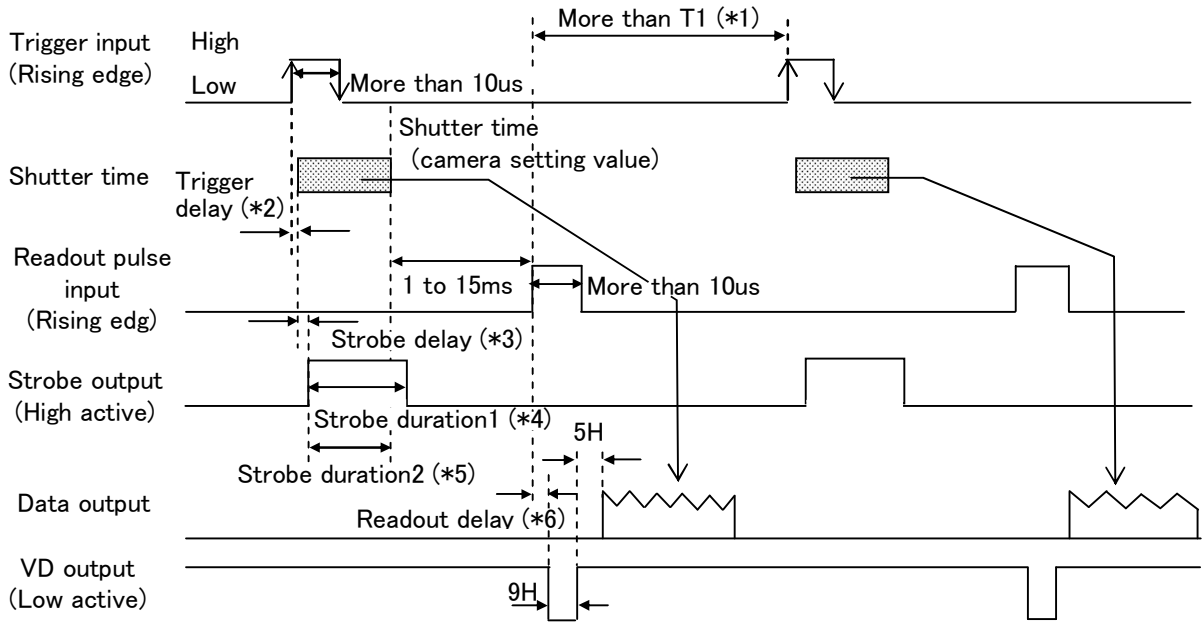 More than T1 (*1)
Trigger input
(Rising edge)
High
Low
More than 10us
Shutter time
(camera setting value)
Shutter time
Trigger
delay (*2)
Readout pulse
input
(Rising edg)
1 to 15ms
More than 10us
Strobe delay (*3)
Strobe output
(High active)
Strobe duration1 (*4)
5H
Strobe duration2 (*5)
Data output
Readout delay (*6)
VD output
(Low active)
9H